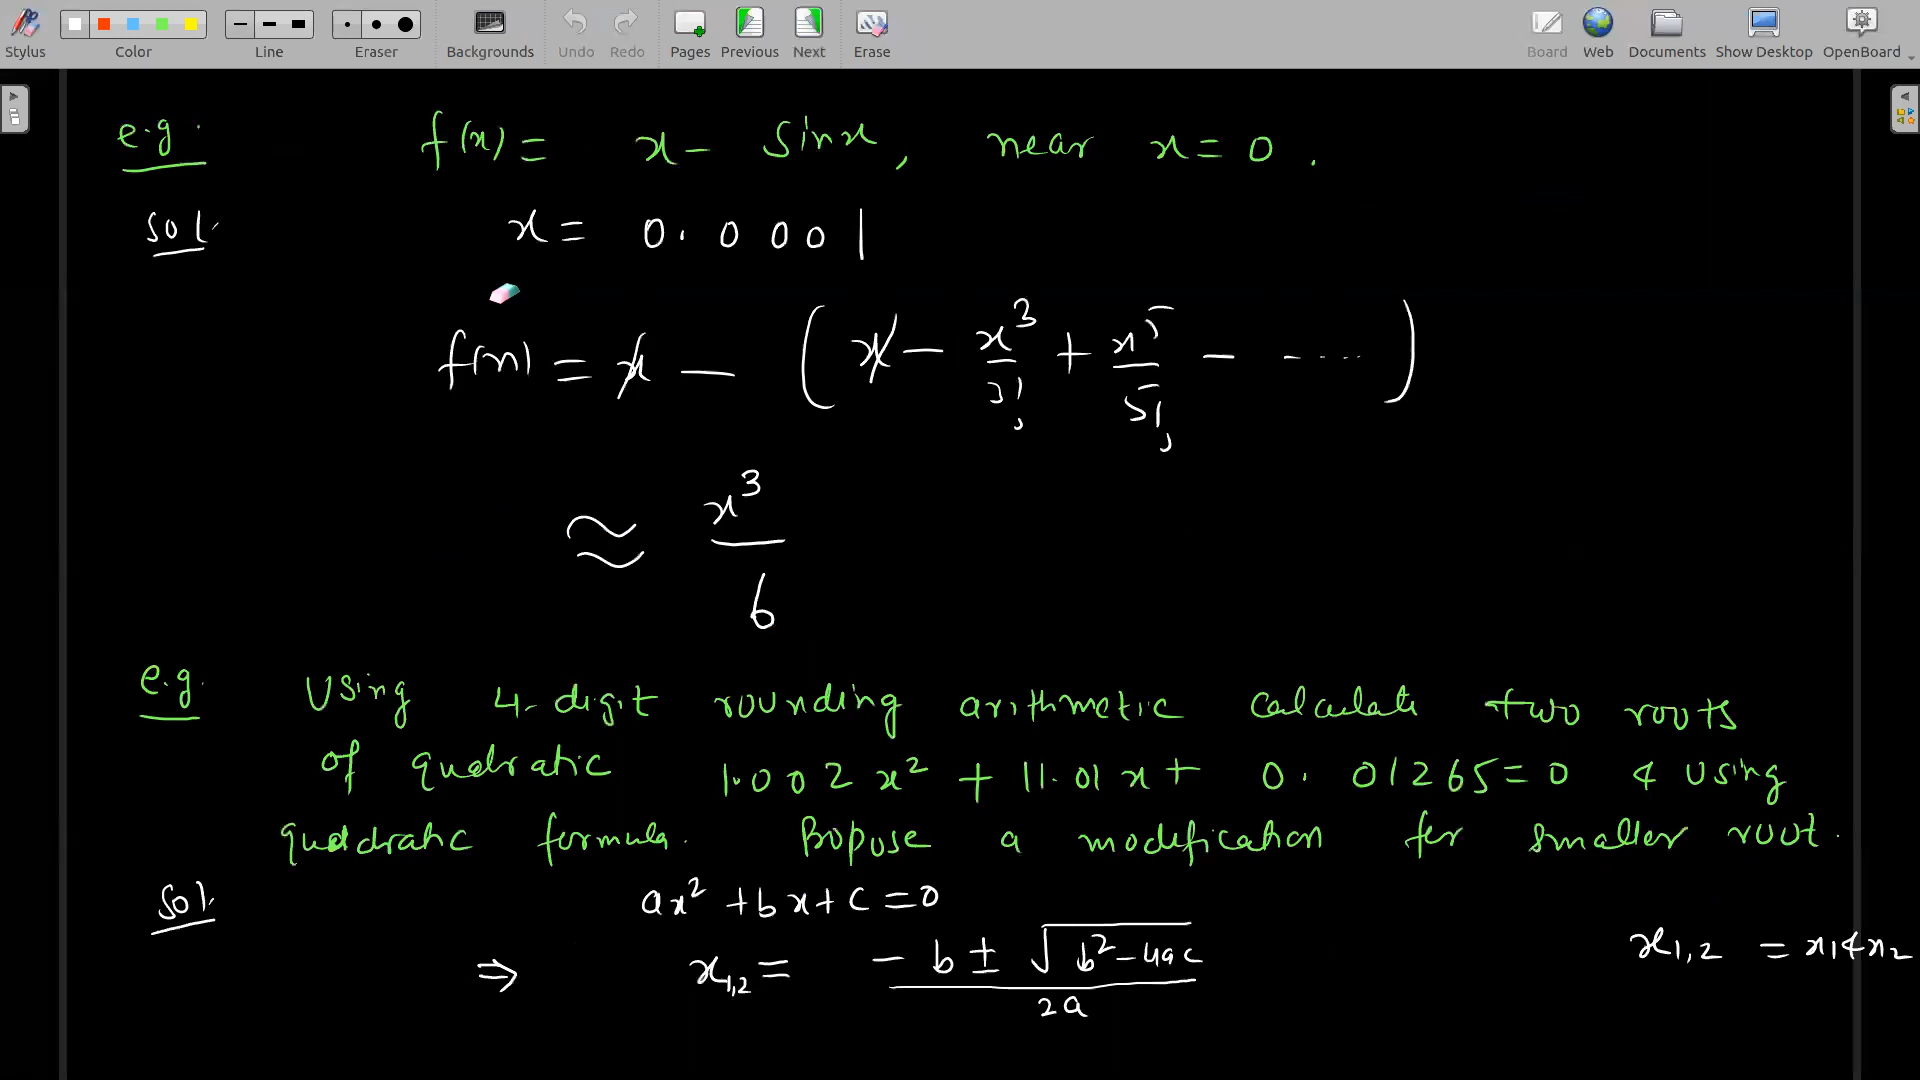 Stylus Color Line Eraser Backgrounds Undo Redo Pages Previous Next Erase Board Web Documents Show Desktop OpenBoard
e.g. f(x) = x - sinx, near x = 0.
Sol. x = 0.0001
f(x) = x - (x - x³/3! + x⁵/5! - ....)
≈ x³/6
e.g. Using 4-digit rounding arithmetic calculate two roots
of quadratic 1.002 x² + 11.01 x + 0.01265 = 0 & using
quadratic formula. Propose a modification for smaller root.
Sol. ax² + bx + c = 0
⇒ x1,2 = (-b ± √(b² - 4ac))/2a x1,2 = x1 & x2